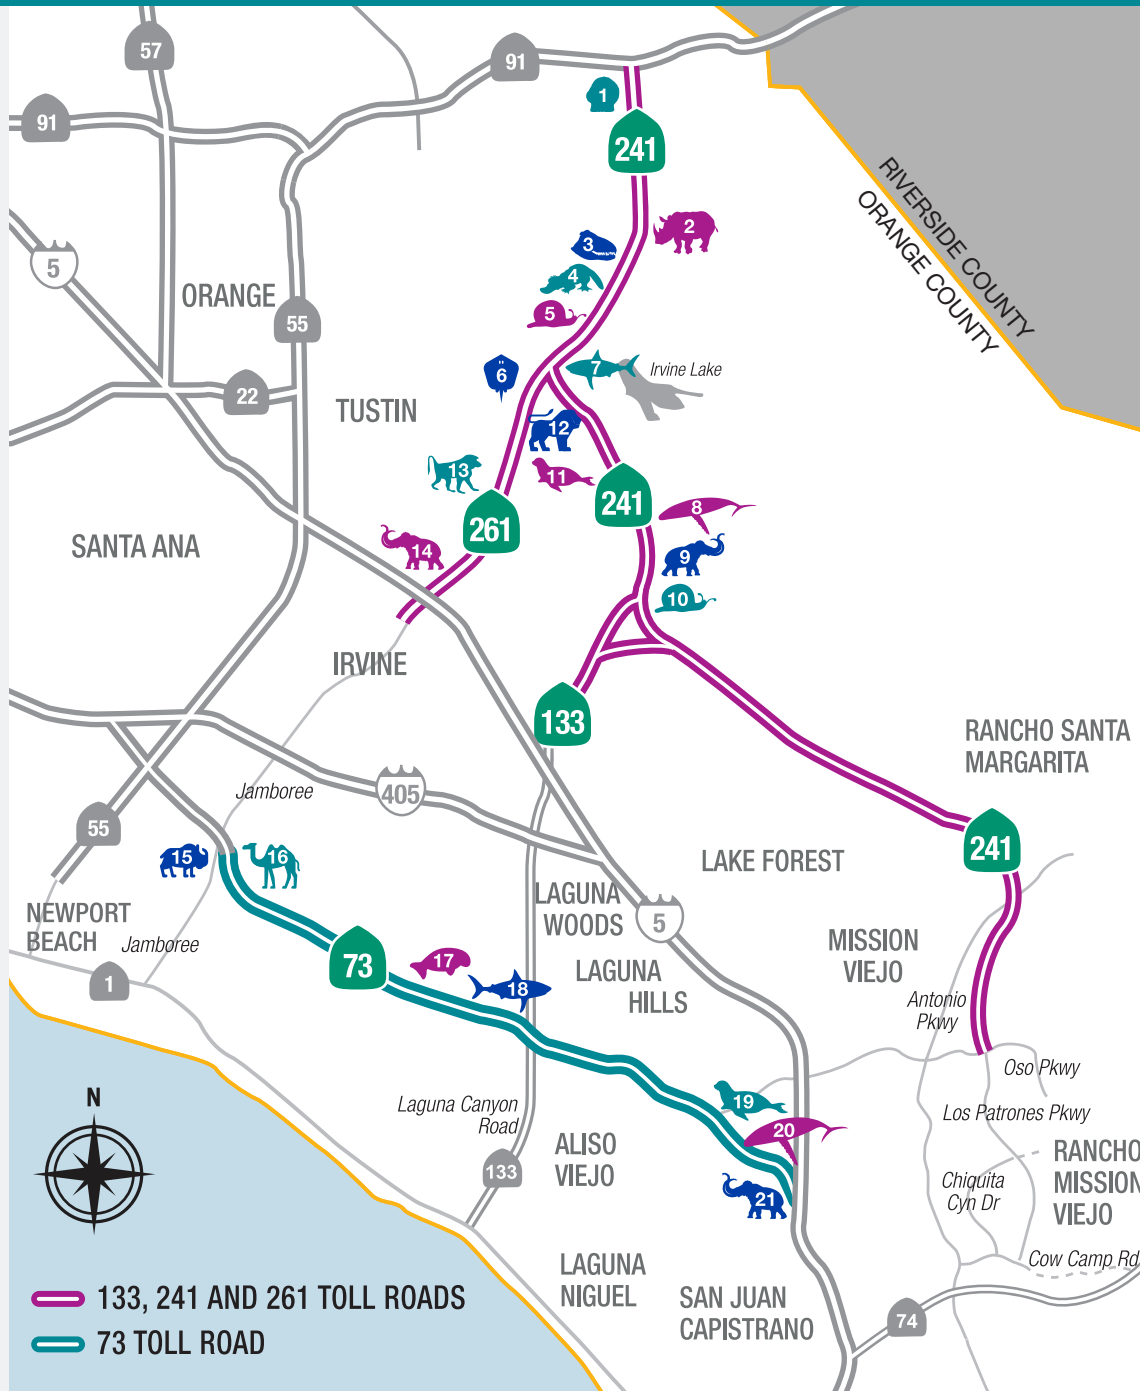 57
91
91
1
241
RIVERSIDE COUNTY
ORANGE COUNTY
2
3
4
5
5
ORANGE
55
6
7
Irvine Lake
22
TUSTIN
12
13
11
241
8
261
14
9
SANTA ANA
10
IRVINE
133
RANCHO SANTA
MARGARITA
Jamboree
405
55
15
16
LAKE FOREST
241
LAGUNA
WOODS
5
NEWPORT
BEACH
Jamboree
73
17
18
MISSION
VIEJO
LAGUNA
HILLS
1
Antonio
Pkwy
Oso Pkwy
N
Laguna Canyon
Road
19
Los Patrones Pkwy
20
ALISO
VIEJO
133
21
Chiquita
Cyn Dr
RANCHO
MISSION
VIEJO
LAGUNA
NIGUEL
SAN JUAN
CAPISTRANO
Cow Camp Rd
74
133, 241 AND 261 TOLL ROADS
73 TOLL ROAD